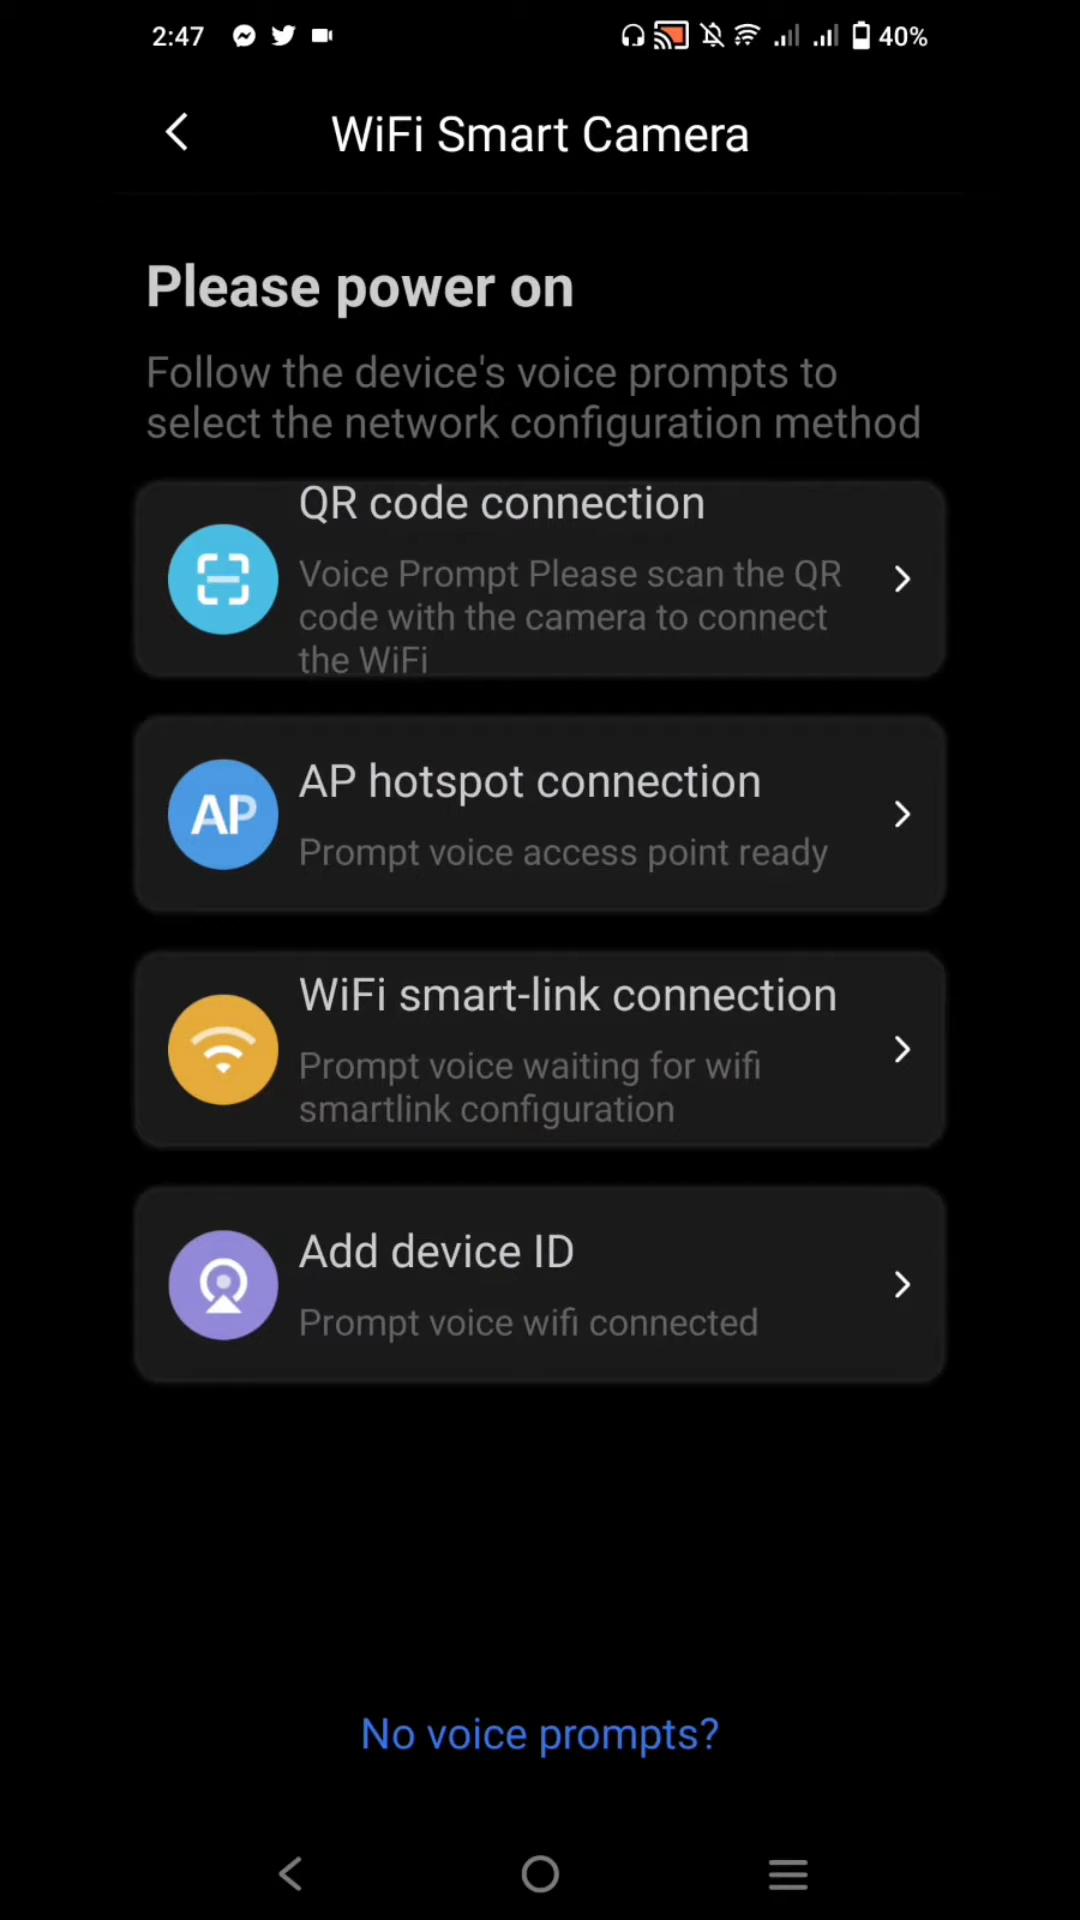 2:47
40%
WiFi Smart Camera
Please power on
Follow the device's voice prompts to
select the network configuration method
QR code connection
Voice Prompt Please scan the QR
code with the camera to connect
the WiFi
AP
AP hotspot connection
Prompt voice access point ready
WiFi smart-link connection
Prompt voice waiting for wifi
smartlink configuration
Add device ID
Prompt voice wifi connected
No voice prompts?